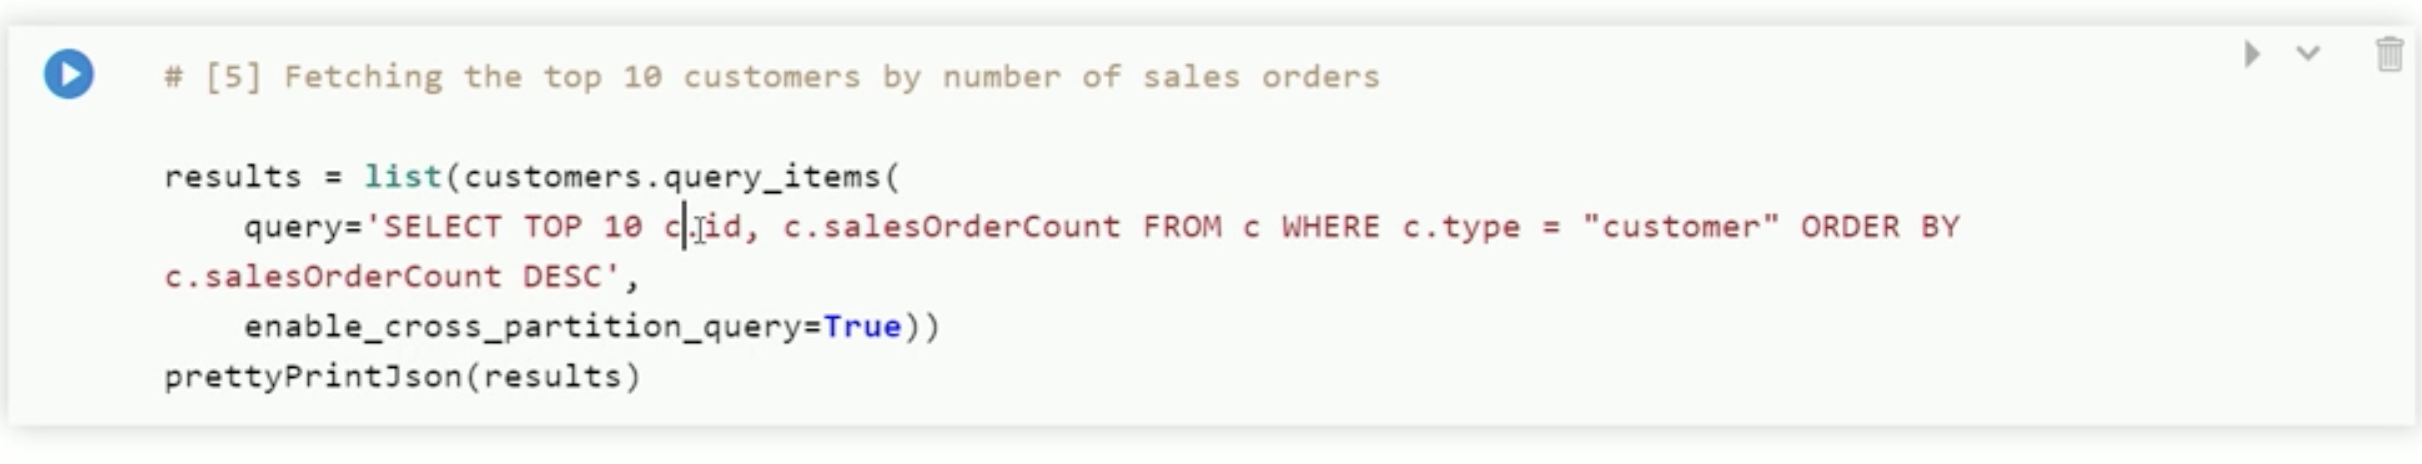 # [5] Fetching the top 10 customers by number of sales orders
results = list(customers.query_items(
query='SELECT TOP 10 c.id, c.salesOrderCount FROM c WHERE c.type = "customer" ORDER BY
c.salesOrderCount DESC',
enable_cross_partition_query=True))
prettyPrintJson(results)